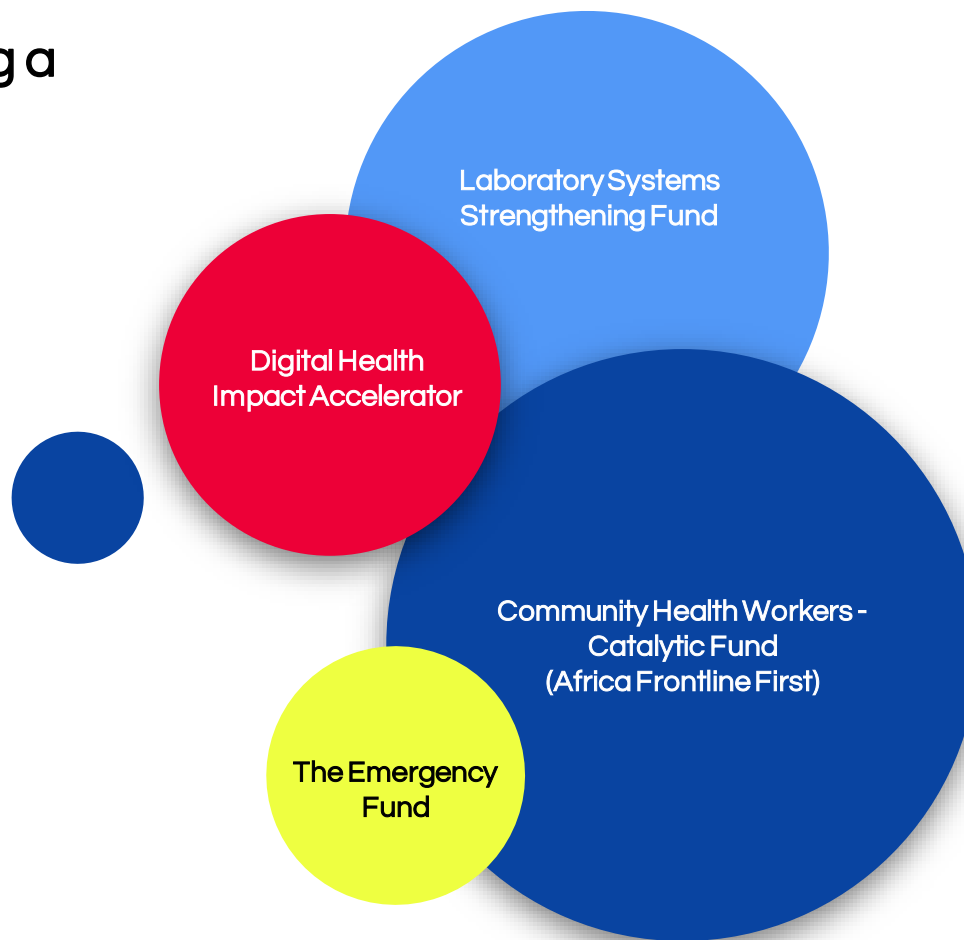 g a
Laboratory Systems
Strengthening Fund
Digital Health
Impact Accelerator
Community Health Workers -
Catalytic Fund
(Africa Frontline First)
The Emergency
Fund